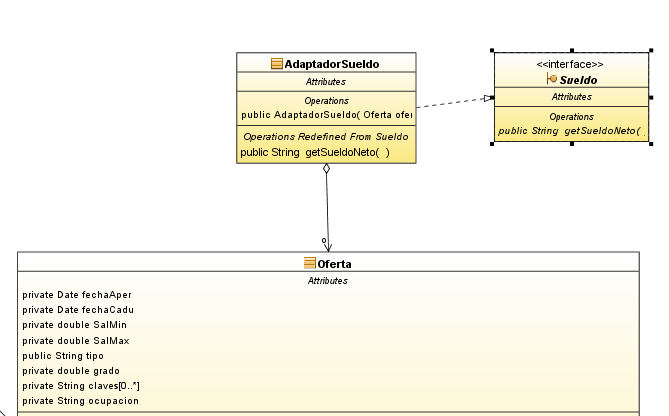 AdaptadorSueldo
Attributes
Operations
public AdaptadorSueldo( Oferta ofer
Operations Redefined From Sueldo
public String getSueldoNeto( )
<<interface>>
Sueldo
Attributes
Operations
public String getSueldoNeto(
o
Oferta
Attributes
private Date fechaAper
private Date fechaCadu
private double SalMin
private double SalMax
public String tipo
private double grado
private String claves[0..*]
private String ocupacion